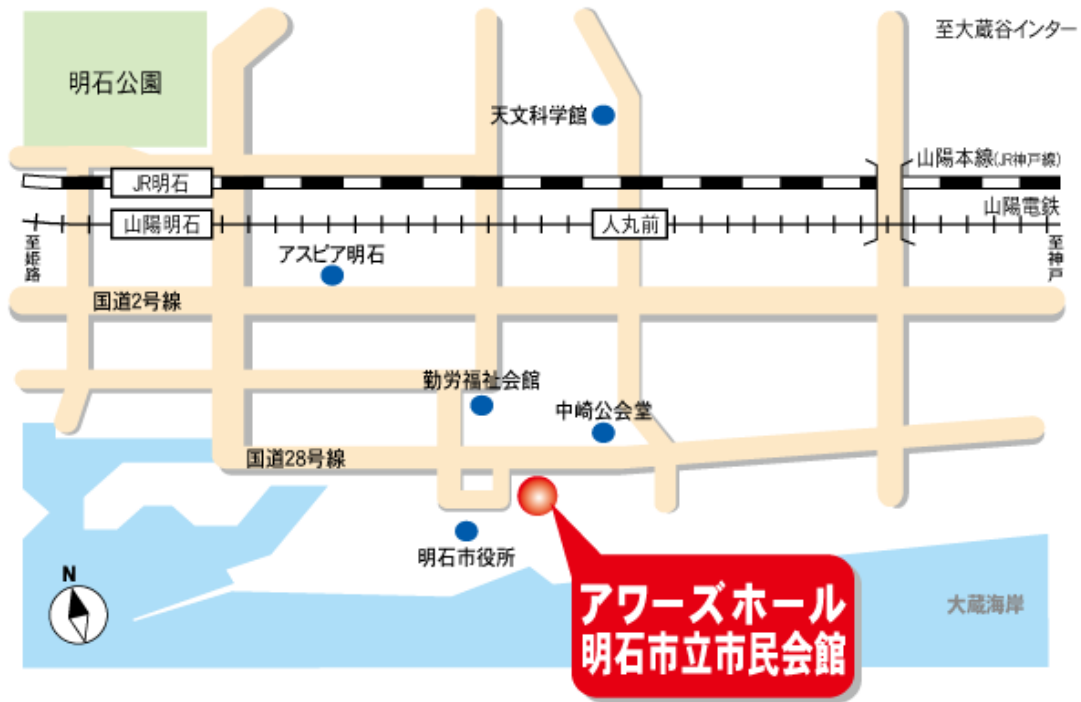 至大蔵谷インター
明石公園
天文科学館
山陽本線(JR神戸線)
JR明石
山陽電鉄
山陽明石
人丸前
至姫路
至神戸
アスピア明石
国道2号線
勤労福祉会館
中崎公会堂
国道28号線
明石市役所
N
アワーズホール
明石市立市民会館
大蔵海岸